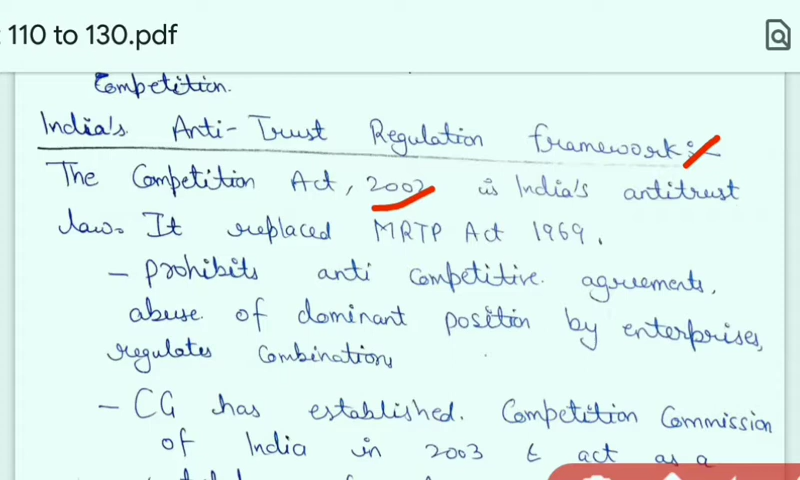 110 to 130.pdf
Competition.
India's Anti-Trust Regulation framework:-
The Competition Act, 2002 is India's antitrust
law. It replaced MRTP Act 1969.
- prohibits anti competitive agreements,
abuse of dominant position by enterprises,
regulates combinations
- CG has established Competition Commission
of India in 2003 to act as a